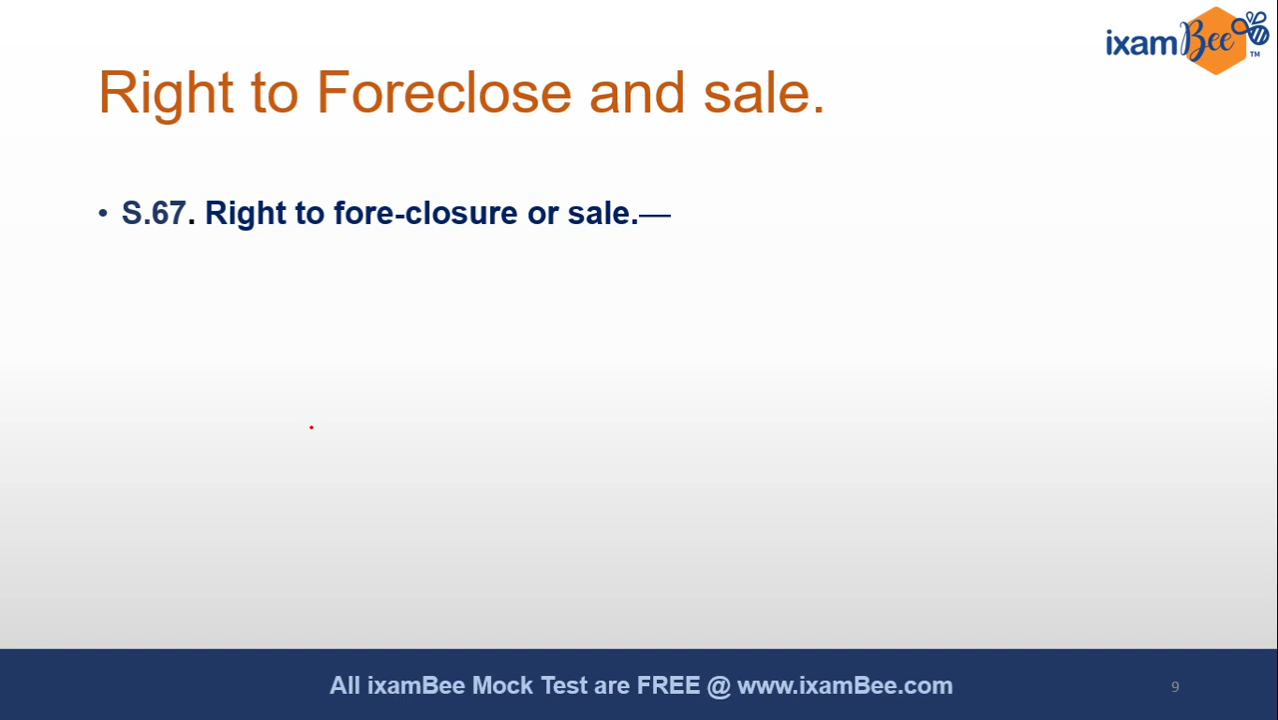 ixamBee™
Right to Foreclose and sale.
• S.67. Right to fore-closure or sale.—
All ixamBee Mock Test are FREE @ www.ixamBee.com
9